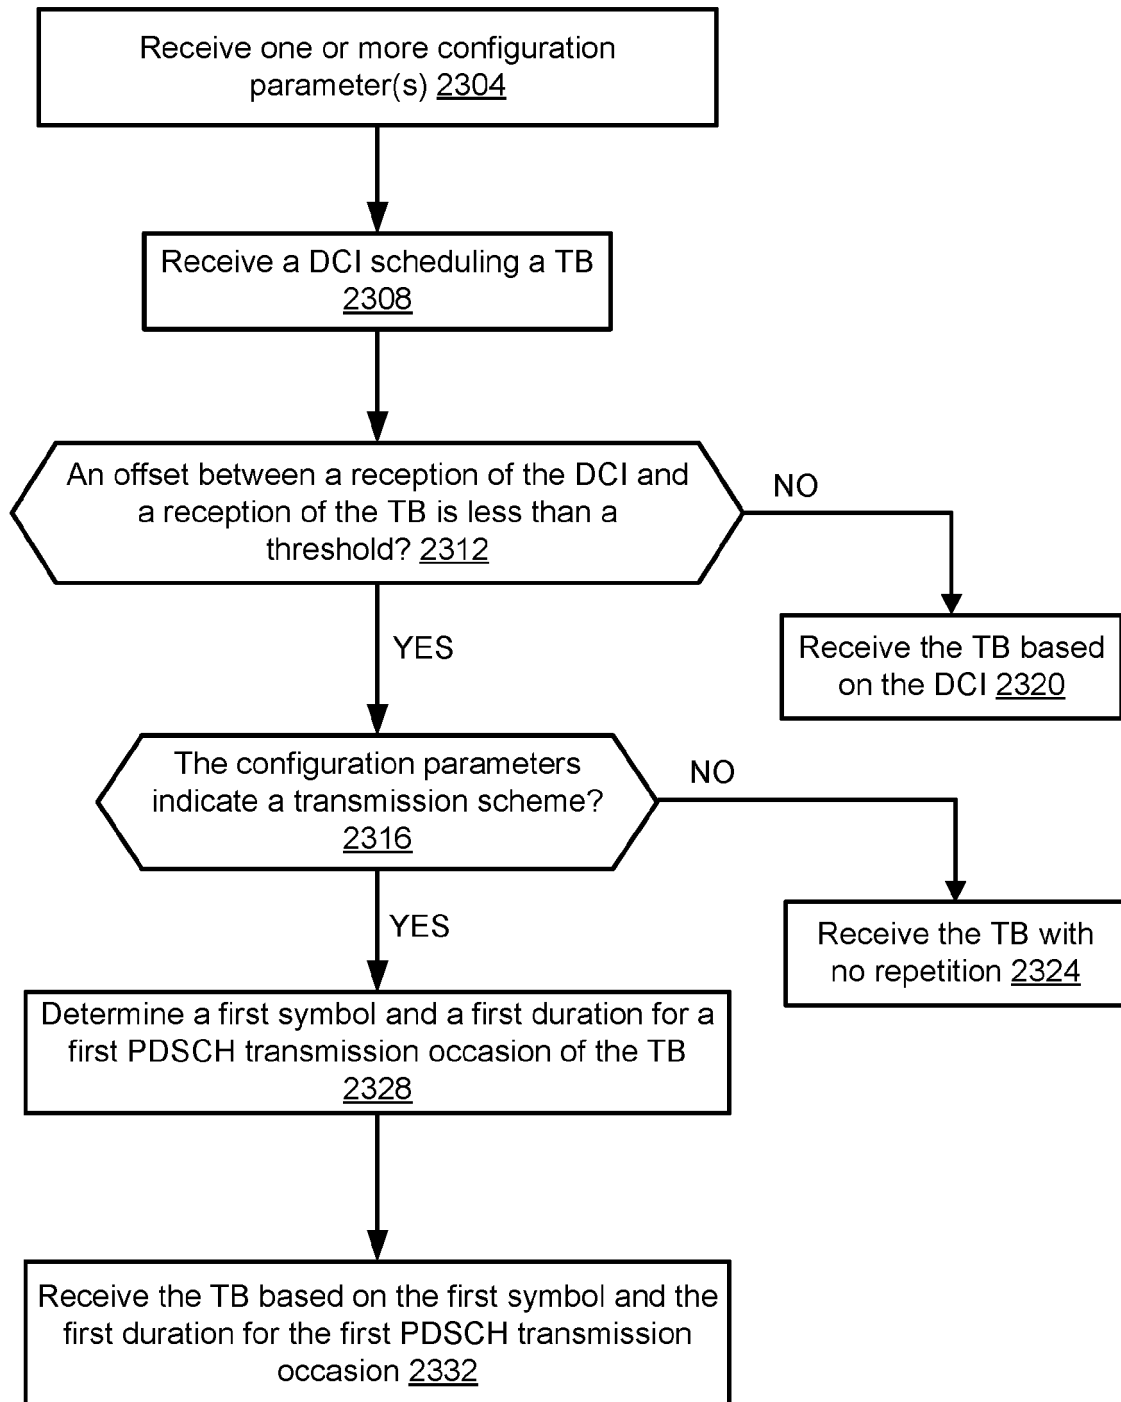 Receive one or more configuration
parameter(s) 2304
Receive a DCI scheduling a TB
2308
An offset between a reception of the DCI and
a reception of the TB is less than a
threshold? 2312
NO
YES
Receive the TB based
on the DCI 2320
The configuration parameters
indicate a transmission scheme?
2316
NO
YES
Receive the TB with
no repetition 2324
Determine a first symbol and a first duration for a
first PDSCH transmission occasion of the TB
2328
Receive the TB based on the first symbol and the
first duration for the first PDSCH transmission
occasion 2332